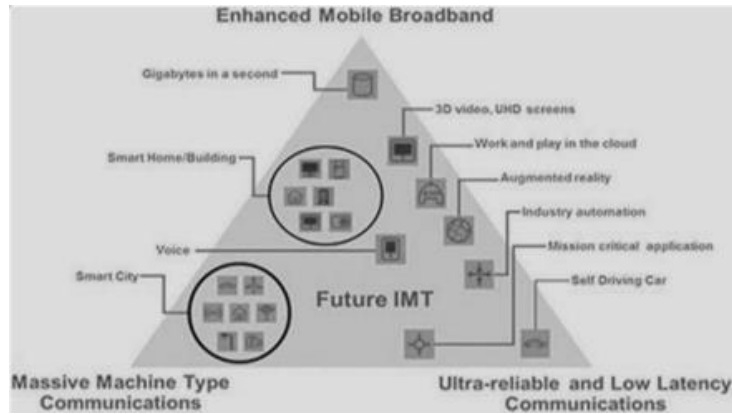 Enhanced Mobile Broadband
Gigabytes in a second
3D video, UHD screens
Work and play in the cloud
Smart Home/Building
Augmented reality
Industry automation
Voice
Mission critical application
Smart City
Self Driving Car
Future IMT
Massive Machine Type
Communications
Ultra-reliable and Low Latency
Communications